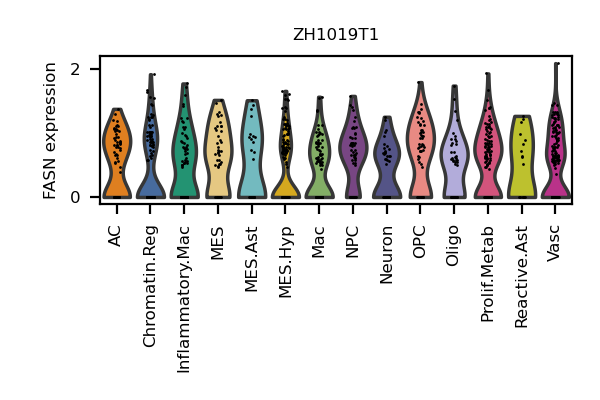 ZH1019T1
FASN expression
2
0
AC
Chromatin.Reg
Inflammatory.Mac
MES
MES.Ast
MES.Hyp
Mac
NPC
Neuron
OPC
Oligo
Prolif.Metab
Reactive.Ast
Vasc